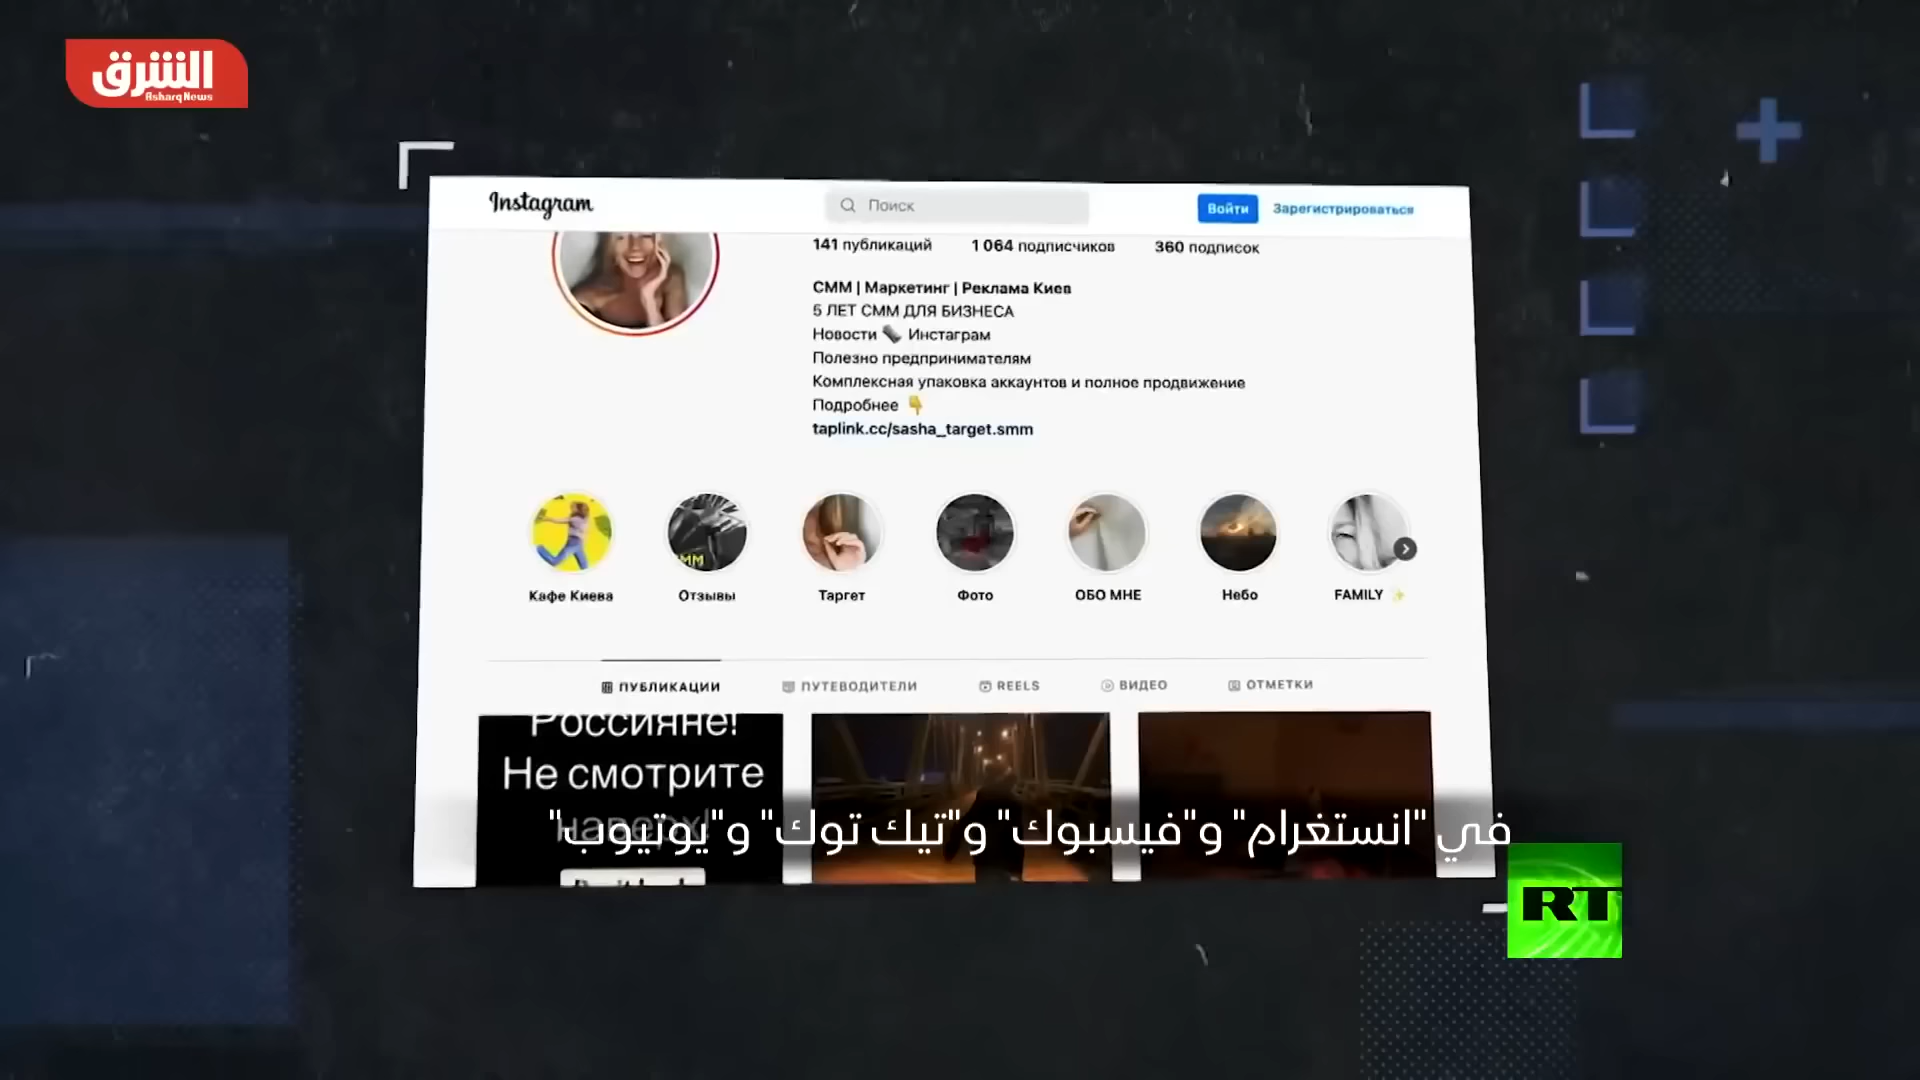 الشرق
Asharq News
Instagram
Поиск
Войти
Зарегистрироваться
141 публикаций 1 064 подписчиков 360 подписок
СММ | Маркетинг | Реклама Киев
5 ЛЕТ СММ ДЛЯ БИЗНЕСА
Новости Инстаграм
Полезно предпринимателям
Комплексная упаковка аккаунтов и полное продвижение
Подробнее 👇
taplink.cc/sasha_target.smm
ММ
Кафе Киева Отзывы Таргет Фото ОБО МНЕ Небо FAMILY ✨
ПУБЛИКАЦИИ ПУТЕВОДИТЕЛИ REELS ВИДЕО ОТМЕТКИ
Россияне!
Не смотрите
наверх!
في "انستغرام" و"فيسبوك" و"تيك توك" و"يوتيوب"
RT